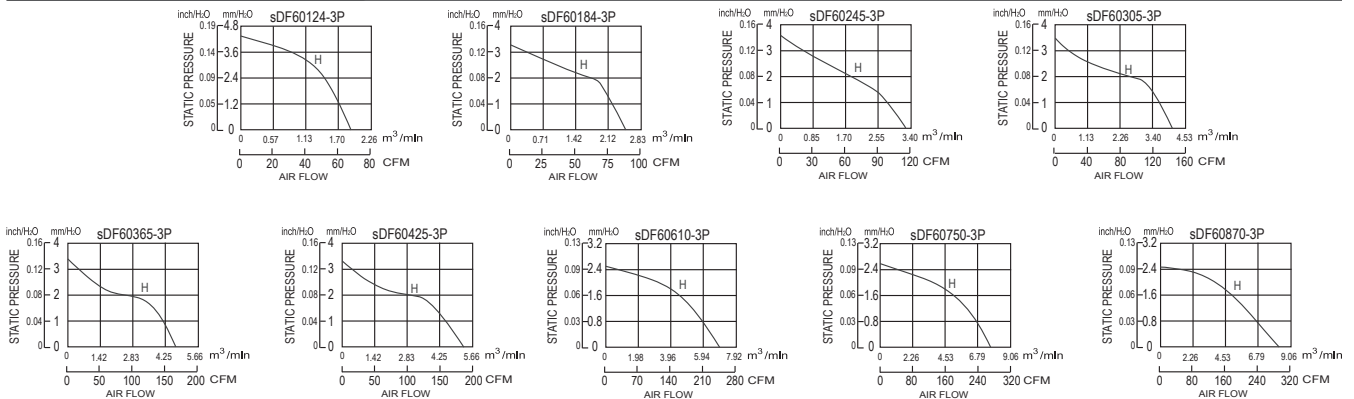 inch/H₂O mm/H₂O sDF60124-3P
STATIC PRESSURE
0.19 4.8
0.14 3.6
0.09 2.4
0.05 1.2
0 0
H
0 0.57 1.13 1.70 2.26 m³/mln
0 20 40 60 80 CFM
AIR FLOW
inch/H₂O mm/H₂O sDF60184-3P
STATIC PRESSURE
0.16 4
0.12 3
0.08 2
0.04 1
0 0
H
0 0.71 1.42 2.12 2.83 m³/mln
0 25 50 75 100 CFM
AIR FLOW
inch/H₂O mm/H₂O sDF60245-3P
STATIC PRESSURE
0.16 4
0.12 3
0.08 2
0.04 1
0 0
H
0 0.85 1.70 2.55 3.40 m³/mln
0 30 60 90 120 CFM
AIR FLOW
inch/H₂O mm/H₂O sDF60305-3P
STATIC PRESSURE
0.16 4
0.12 3
0.08 2
0.04 1
0 0
H
0 1.13 2.26 3.40 4.53 m³/mln
0 40 80 120 160 CFM
AIR FLOW
inch/H₂O mm/H₂O sDF60365-3P
STATIC PRESSURE
0.16 4
0.12 3
0.08 2
0.04 1
0 0
H
0 1.42 2.83 4.25 5.66 m³/mln
0 50 100 150 200 CFM
AIR FLOW
inch/H₂O mm/H₂O sDF60425-3P
STATIC PRESSURE
0.16 4
0.12 3
0.08 2
0.04 1
0 0
H
0 1.42 2.83 4.25 5.66 m³/mln
0 50 100 150 200 CFM
AIR FLOW
inch/H₂O mm/H₂O sDF60610-3P
STATIC PRESSURE
0.13 3.2
0.09 2.4
0.06 1.6
0.03 0.8
0 0
H
0 1.98 3.96 5.94 7.92 m³/mln
0 70 140 210 280 CFM
AIR FLOW
inch/H₂O mm/H₂O sDF60750-3P
STATIC PRESSURE
0.13 3.2
0.09 2.4
0.06 1.6
0.03 0.8
0 0
H
0 2.26 4.53 6.79 9.06 m³/mln
0 80 160 240 320 CFM
AIR FLOW
inch/H₂O mm/H₂O sDF60870-3P
STATIC PRESSURE
0.13 3.2
0.09 2.4
0.06 1.6
0.03 0.8
0 0
H
0 2.26 4.53 6.79 9.06 m³/mln
0 80 160 240 320 CFM
AIR FLOW